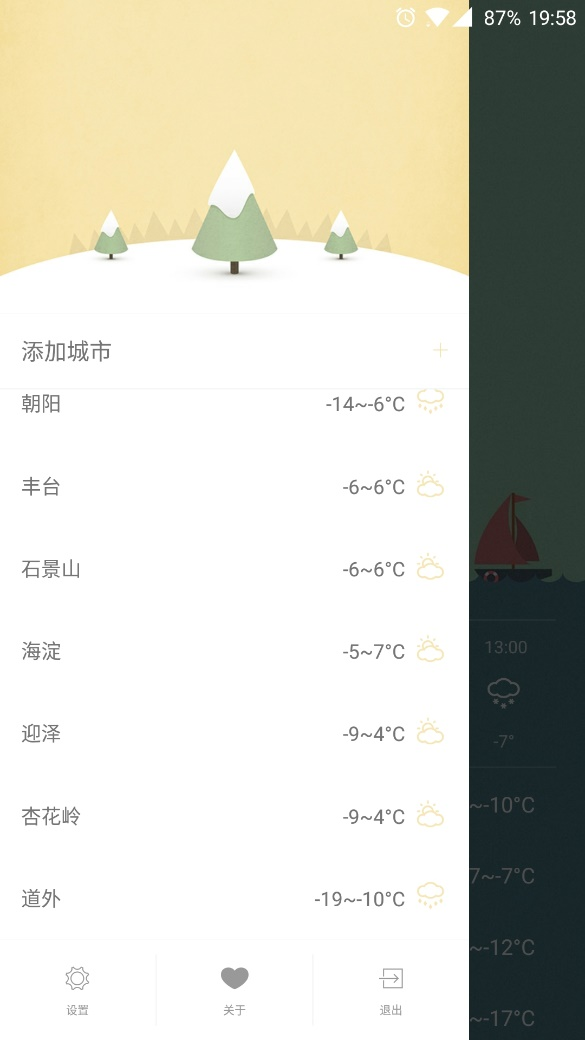 87% 19:58
添加城市 +
朝阳 -14~-6°C
丰台 -6~6°C
石景山 -6~6°C
海淀 -5~7°C
13:00
迎泽 -9~4°C
-7°
杏花岭 -9~4°C
~-10°C
7~-7°C
道外 -19~-10°C
~-12°C
设置 关于 退出
~-17°C